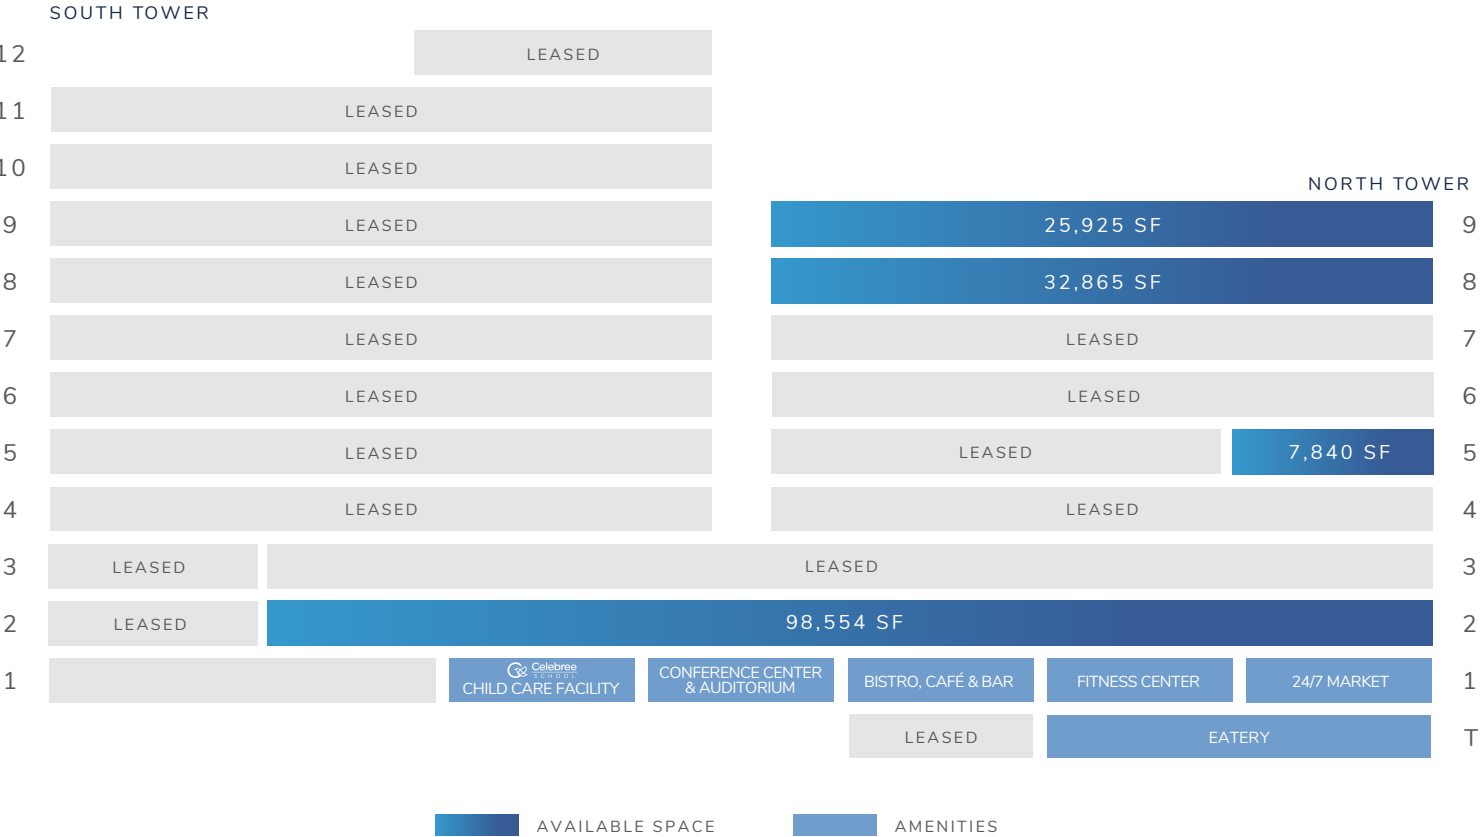 SOUTH TOWER
12 LEASED
11 LEASED
10 LEASED
NORTH TOWER
9 LEASED 25,925 SF 9
8 LEASED 32,865 SF 8
7 LEASED LEASED 7
6 LEASED LEASED 6
5 LEASED LEASED 7,840 SF 5
4 LEASED LEASED 4
3 LEASED LEASED 3
2 LEASED 98,554 SF 2
1 Celebree SCHOOL CHILD CARE FACILITY CONFERENCE CENTER & AUDITORIUM BISTRO, CAFÉ & BAR FITNESS CENTER 24/7 MARKET 1
LEASED EATERY T
AVAILABLE SPACE AMENITIES